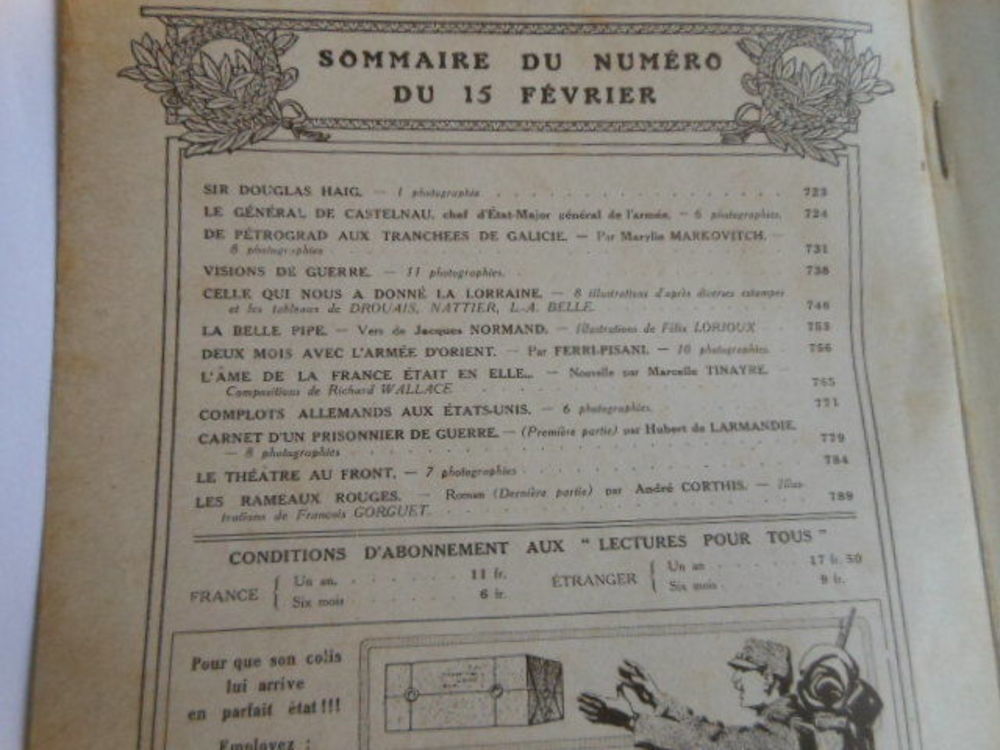 SOMMAIRE DU NUMÉRO
DU 15 FÉVRIER
SIR DOUGLAS HAIG. — 1 photographie . . . . . . . . . . . . . 723
LE GÉNÉRAL DE CASTELNAU, chef d'État-Major général de l'armée. — 6 photographies. 724
DE PÉTROGRAD AUX TRANCHÉES DE GALICIE. — Par Marylie MARKOVITCH. —
8 photographies . . . . . . . . . . . . . 731
VISIONS DE GUERRE. — 11 photographies. . . . . . . . . . . . . 738
CELLE QUI NOUS A DONNÉ LA LORRAINE. — 8 illustrations d'après diverses estampes
et les tableaux de DROUAIS, NATTIER, L.-A. BELLE. . . . . . . . 746
LA BELLE PIPE. — Vers de Jacques NORMAND. — Illustrations de Félix LORIOUX . 753
DEUX MOIS AVEC L'ARMÉE D'ORIENT. — Par FERRI-PISANI. — 10 photographies. . 756
L'ÂME DE LA FRANCE ÉTAIT EN ELLE... — Nouvelle par Marcelle TINAYRE. —
Compositions de Richard WALLACE . . . . . . . . . . 765
COMPLOTS ALLEMANDS AUX ÉTATS-UNIS. — 6 photographies. . . . . . . 771
CARNET D'UN PRISONNIER DE GUERRE. — (Première partie) par Hubert de LARMANDIE.
— 8 photographies . . . . . . . . . . . . . 779
LE THÉÂTRE AU FRONT. — 7 photographies . . . . . . . . . . 784
LES RAMEAUX ROUGES. — Roman (Dernière partie) par André CORTHIS. — Illus-
trations de François GORGUET. . . . . . . . . . . . 789
CONDITIONS D'ABONNEMENT AUX " LECTURES POUR TOUS "
FRANCE { Un an. . . . . . . 11 fr. ÉTRANGER { Un an . . . . . 17 fr. 50
Six mois . . . . . . 6 fr. Six mois . . . . . 9 fr.
Pour que son colis
lui arrive
en parfait état!!!
Employez :